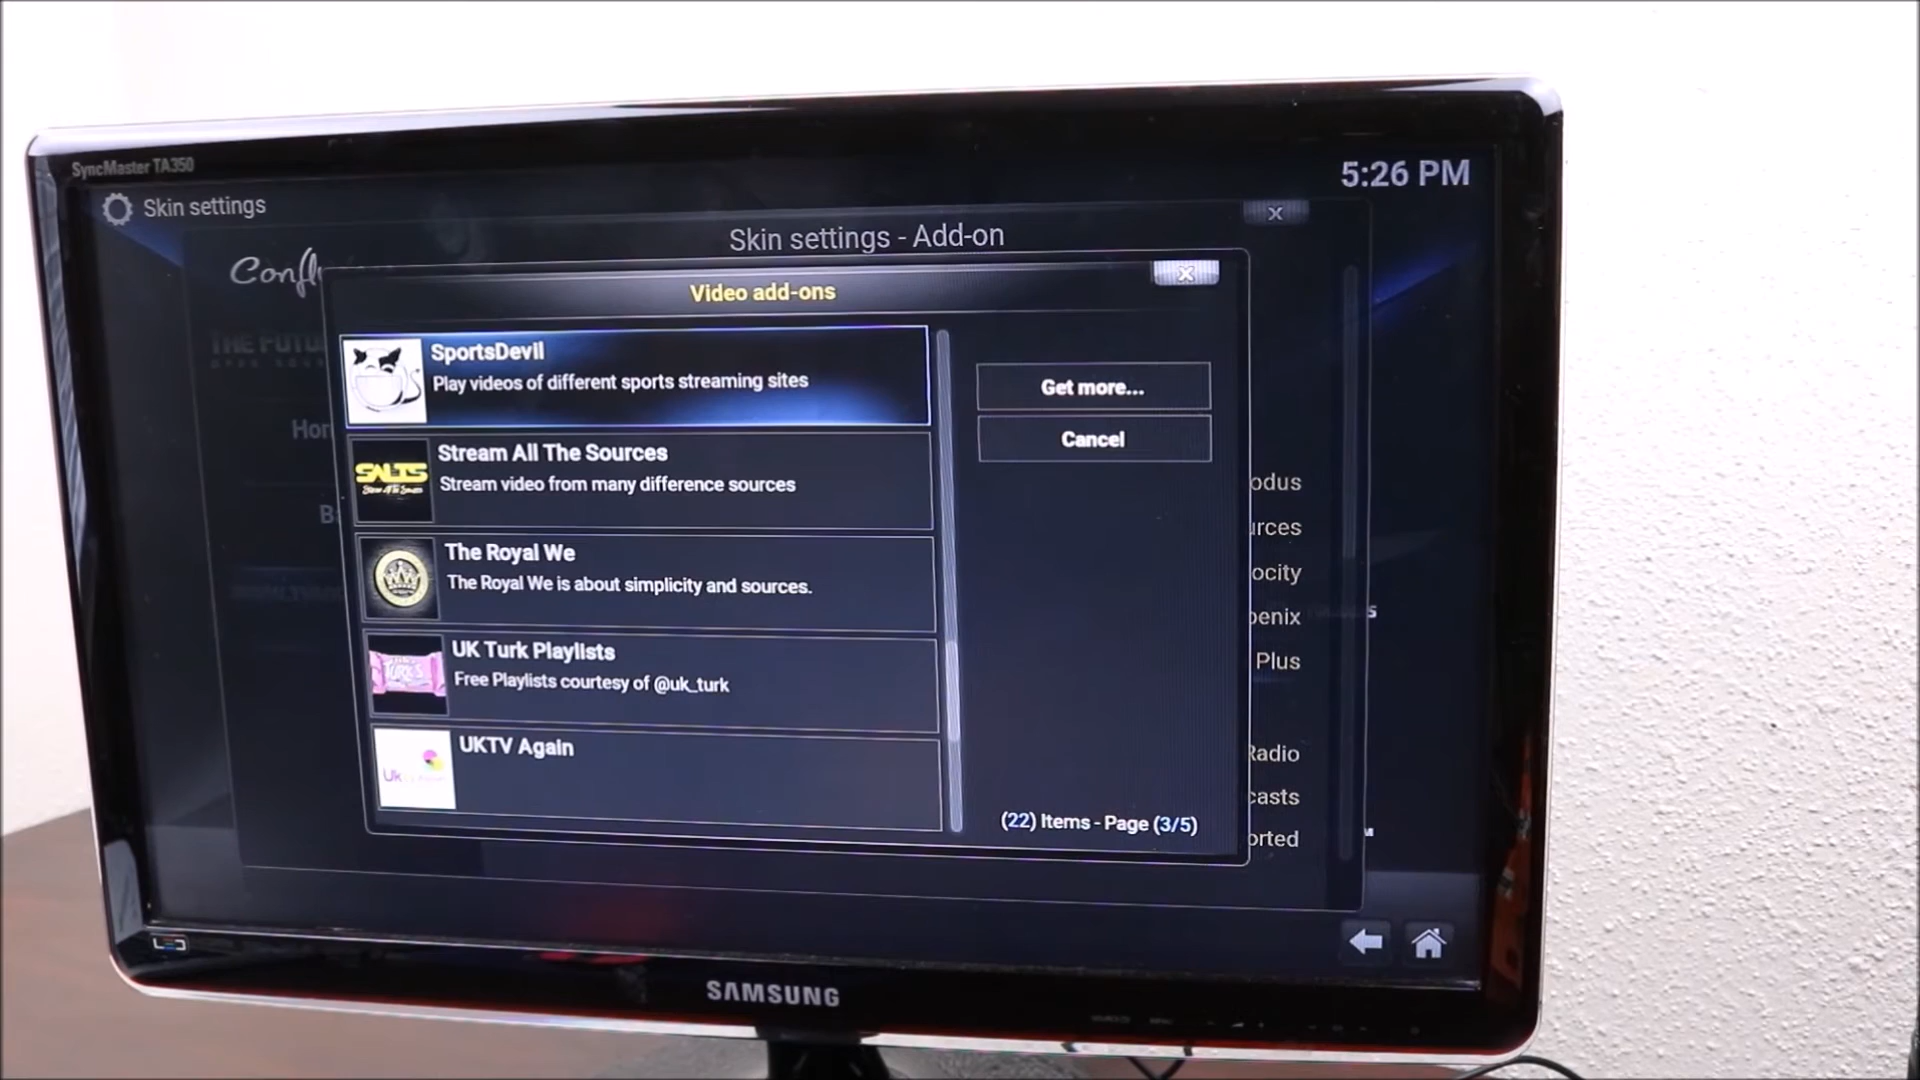 SyncMaster TA350
5:26 PM
Skin settings
Skin settings - Add-on
Video add-ons
SportsDevil
Play videos of different sports streaming sites
Get more...
Cancel
SALTS
Stream All The Sources
Stream video from many difference sources
The Royal We
The Royal We is about simplicity and sources.
UK Turk Playlists
Free Playlists courtesy of @uk_turk
UKTV Again
(22) Items - Page (3/5)
Plus
SAMSUNG